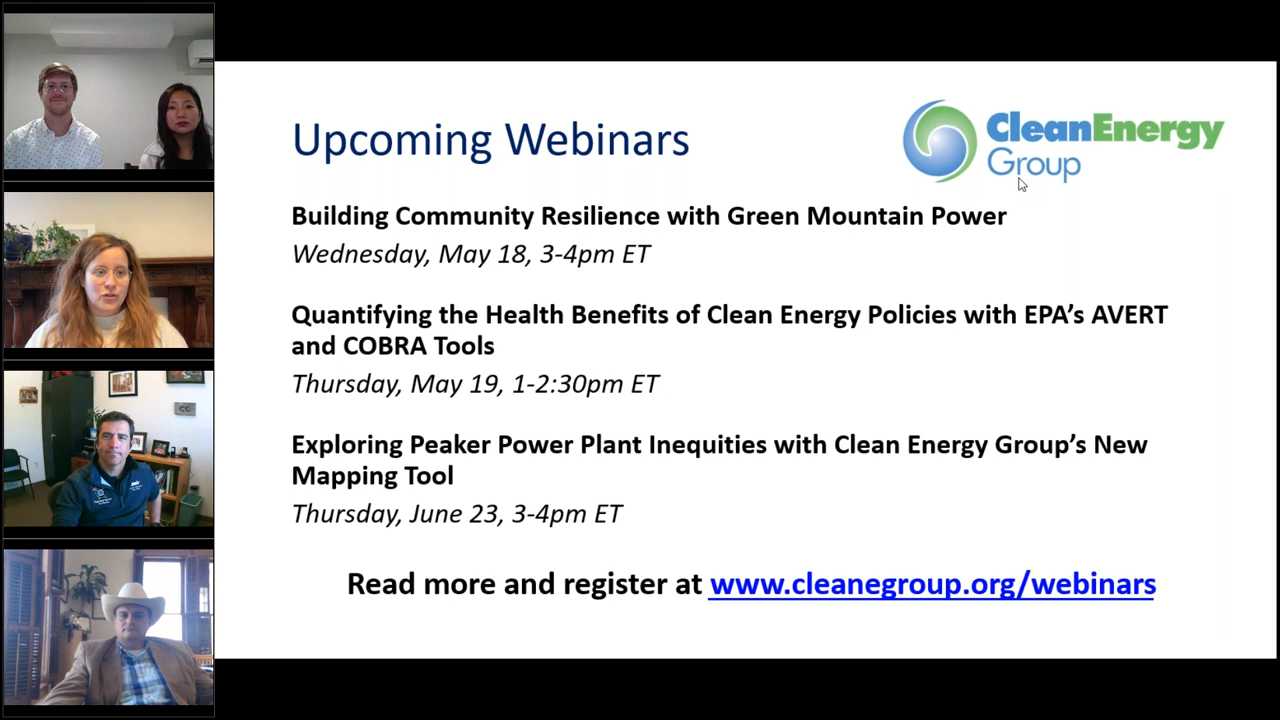 Upcoming Webinars
CleanEnergy
Group
Building Community Resilience with Green Mountain Power
Wednesday, May 18, 3-4pm ET
Quantifying the Health Benefits of Clean Energy Policies with EPA's AVERT
and COBRA Tools
Thursday, May 19, 1-2:30pm ET
Exploring Peaker Power Plant Inequities with Clean Energy Group's New
Mapping Tool
Thursday, June 23, 3-4pm ET
Read more and register at www.cleanegroup.org/webinars